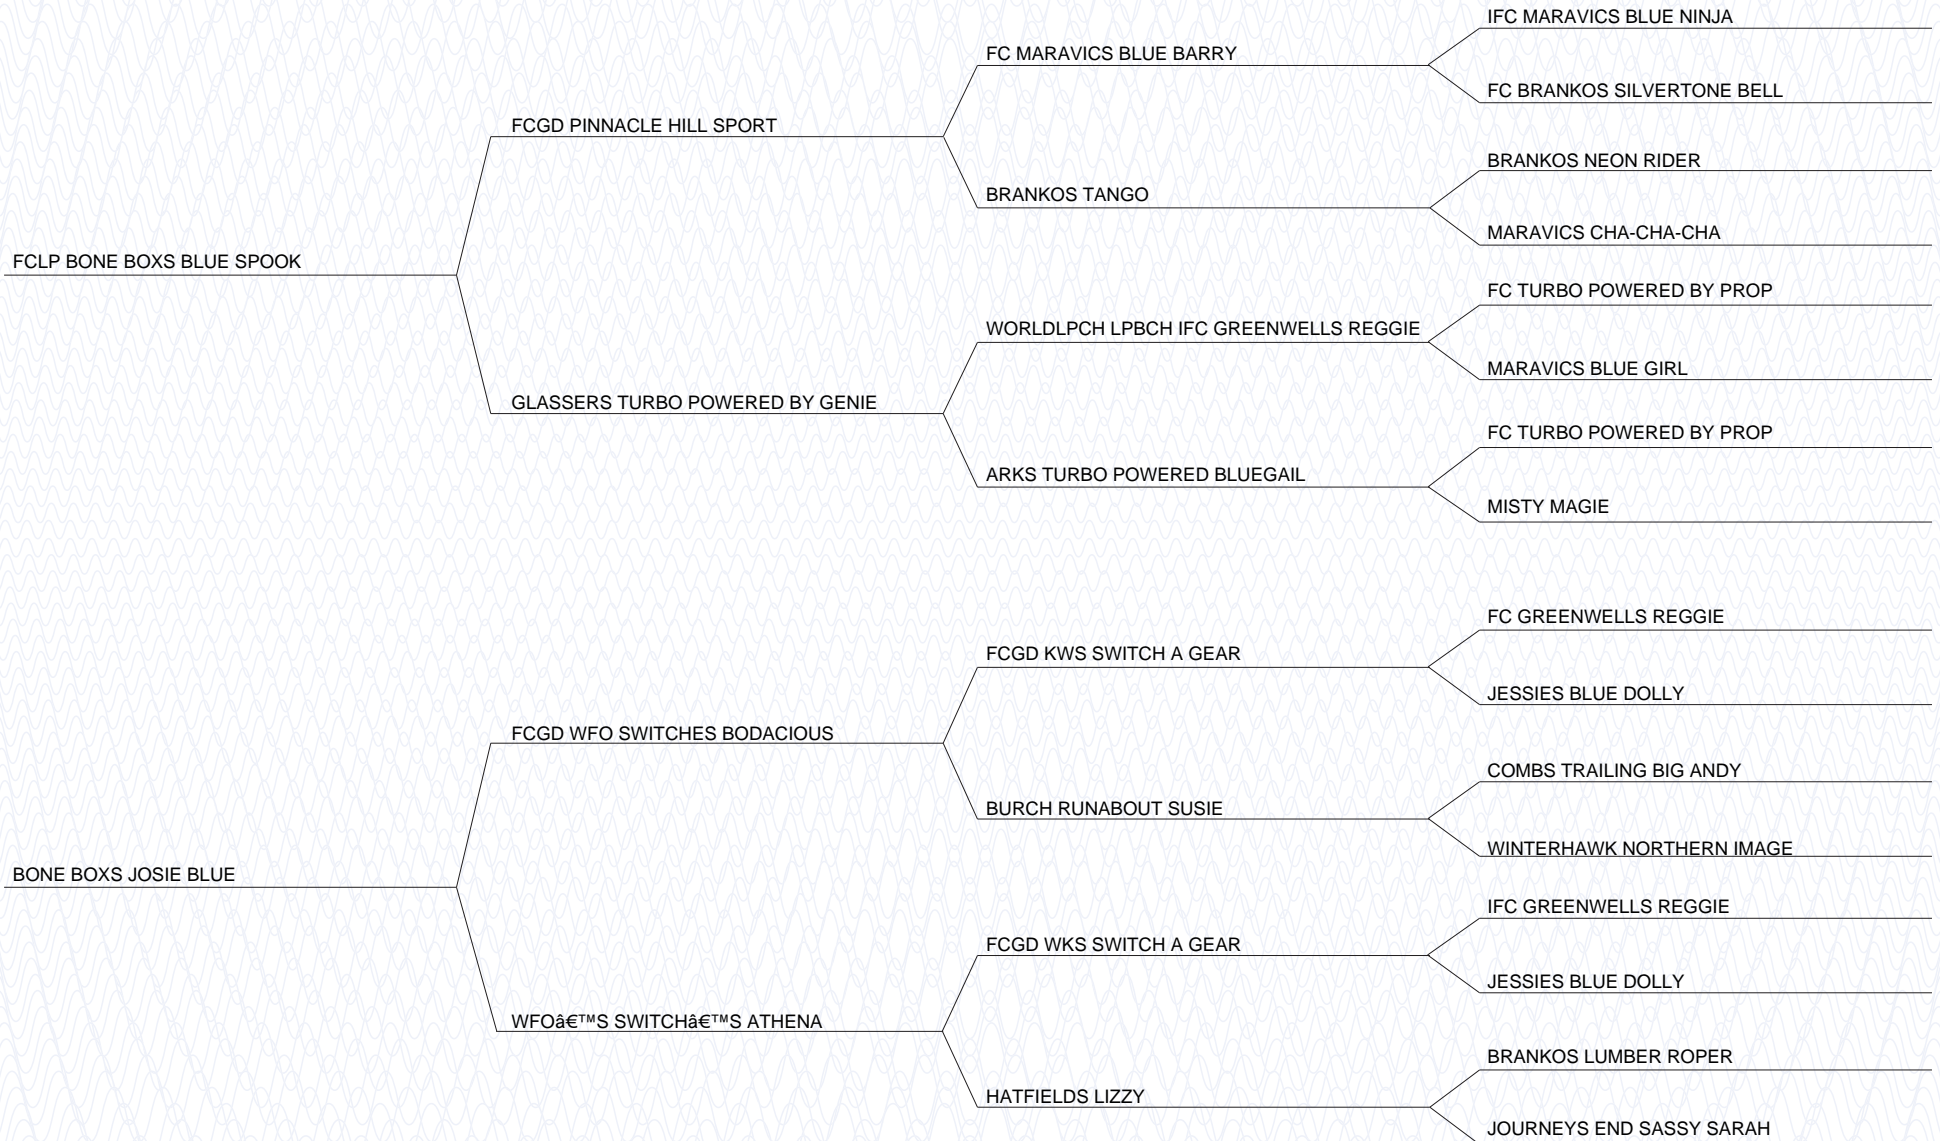 IFC MARAVICS BLUE NINJA
FC MARAVICS BLUE BARRY
FC BRANKOS SILVERTONE BELL
FCGD PINNACLE HILL SPORT
BRANKOS NEON RIDER
BRANKOS TANGO
MARAVICS CHA-CHA-CHA
FCLP BONE BOXS BLUE SPOOK
FC TURBO POWERED BY PROP
WORLDLPCH LPBCH IFC GREENWELLS REGGIE
MARAVICS BLUE GIRL
GLASSERS TURBO POWERED BY GENIE
FC TURBO POWERED BY PROP
ARKS TURBO POWERED BLUEGAIL
MISTY MAGIE
FC GREENWELLS REGGIE
FCGD KWS SWITCH A GEAR
JESSIES BLUE DOLLY
FCGD WFO SWITCHES BODACIOUS
COMBS TRAILING BIG ANDY
BURCH RUNABOUT SUSIE
WINTERHAWK NORTHERN IMAGE
BONE BOXS JOSIE BLUE
IFC GREENWELLS REGGIE
FCGD WKS SWITCH A GEAR
JESSIES BLUE DOLLY
WFOâ€™S SWITCHâ€™S ATHENA
BRANKOS LUMBER ROPER
HATFIELDS LIZZY
JOURNEYS END SASSY SARAH